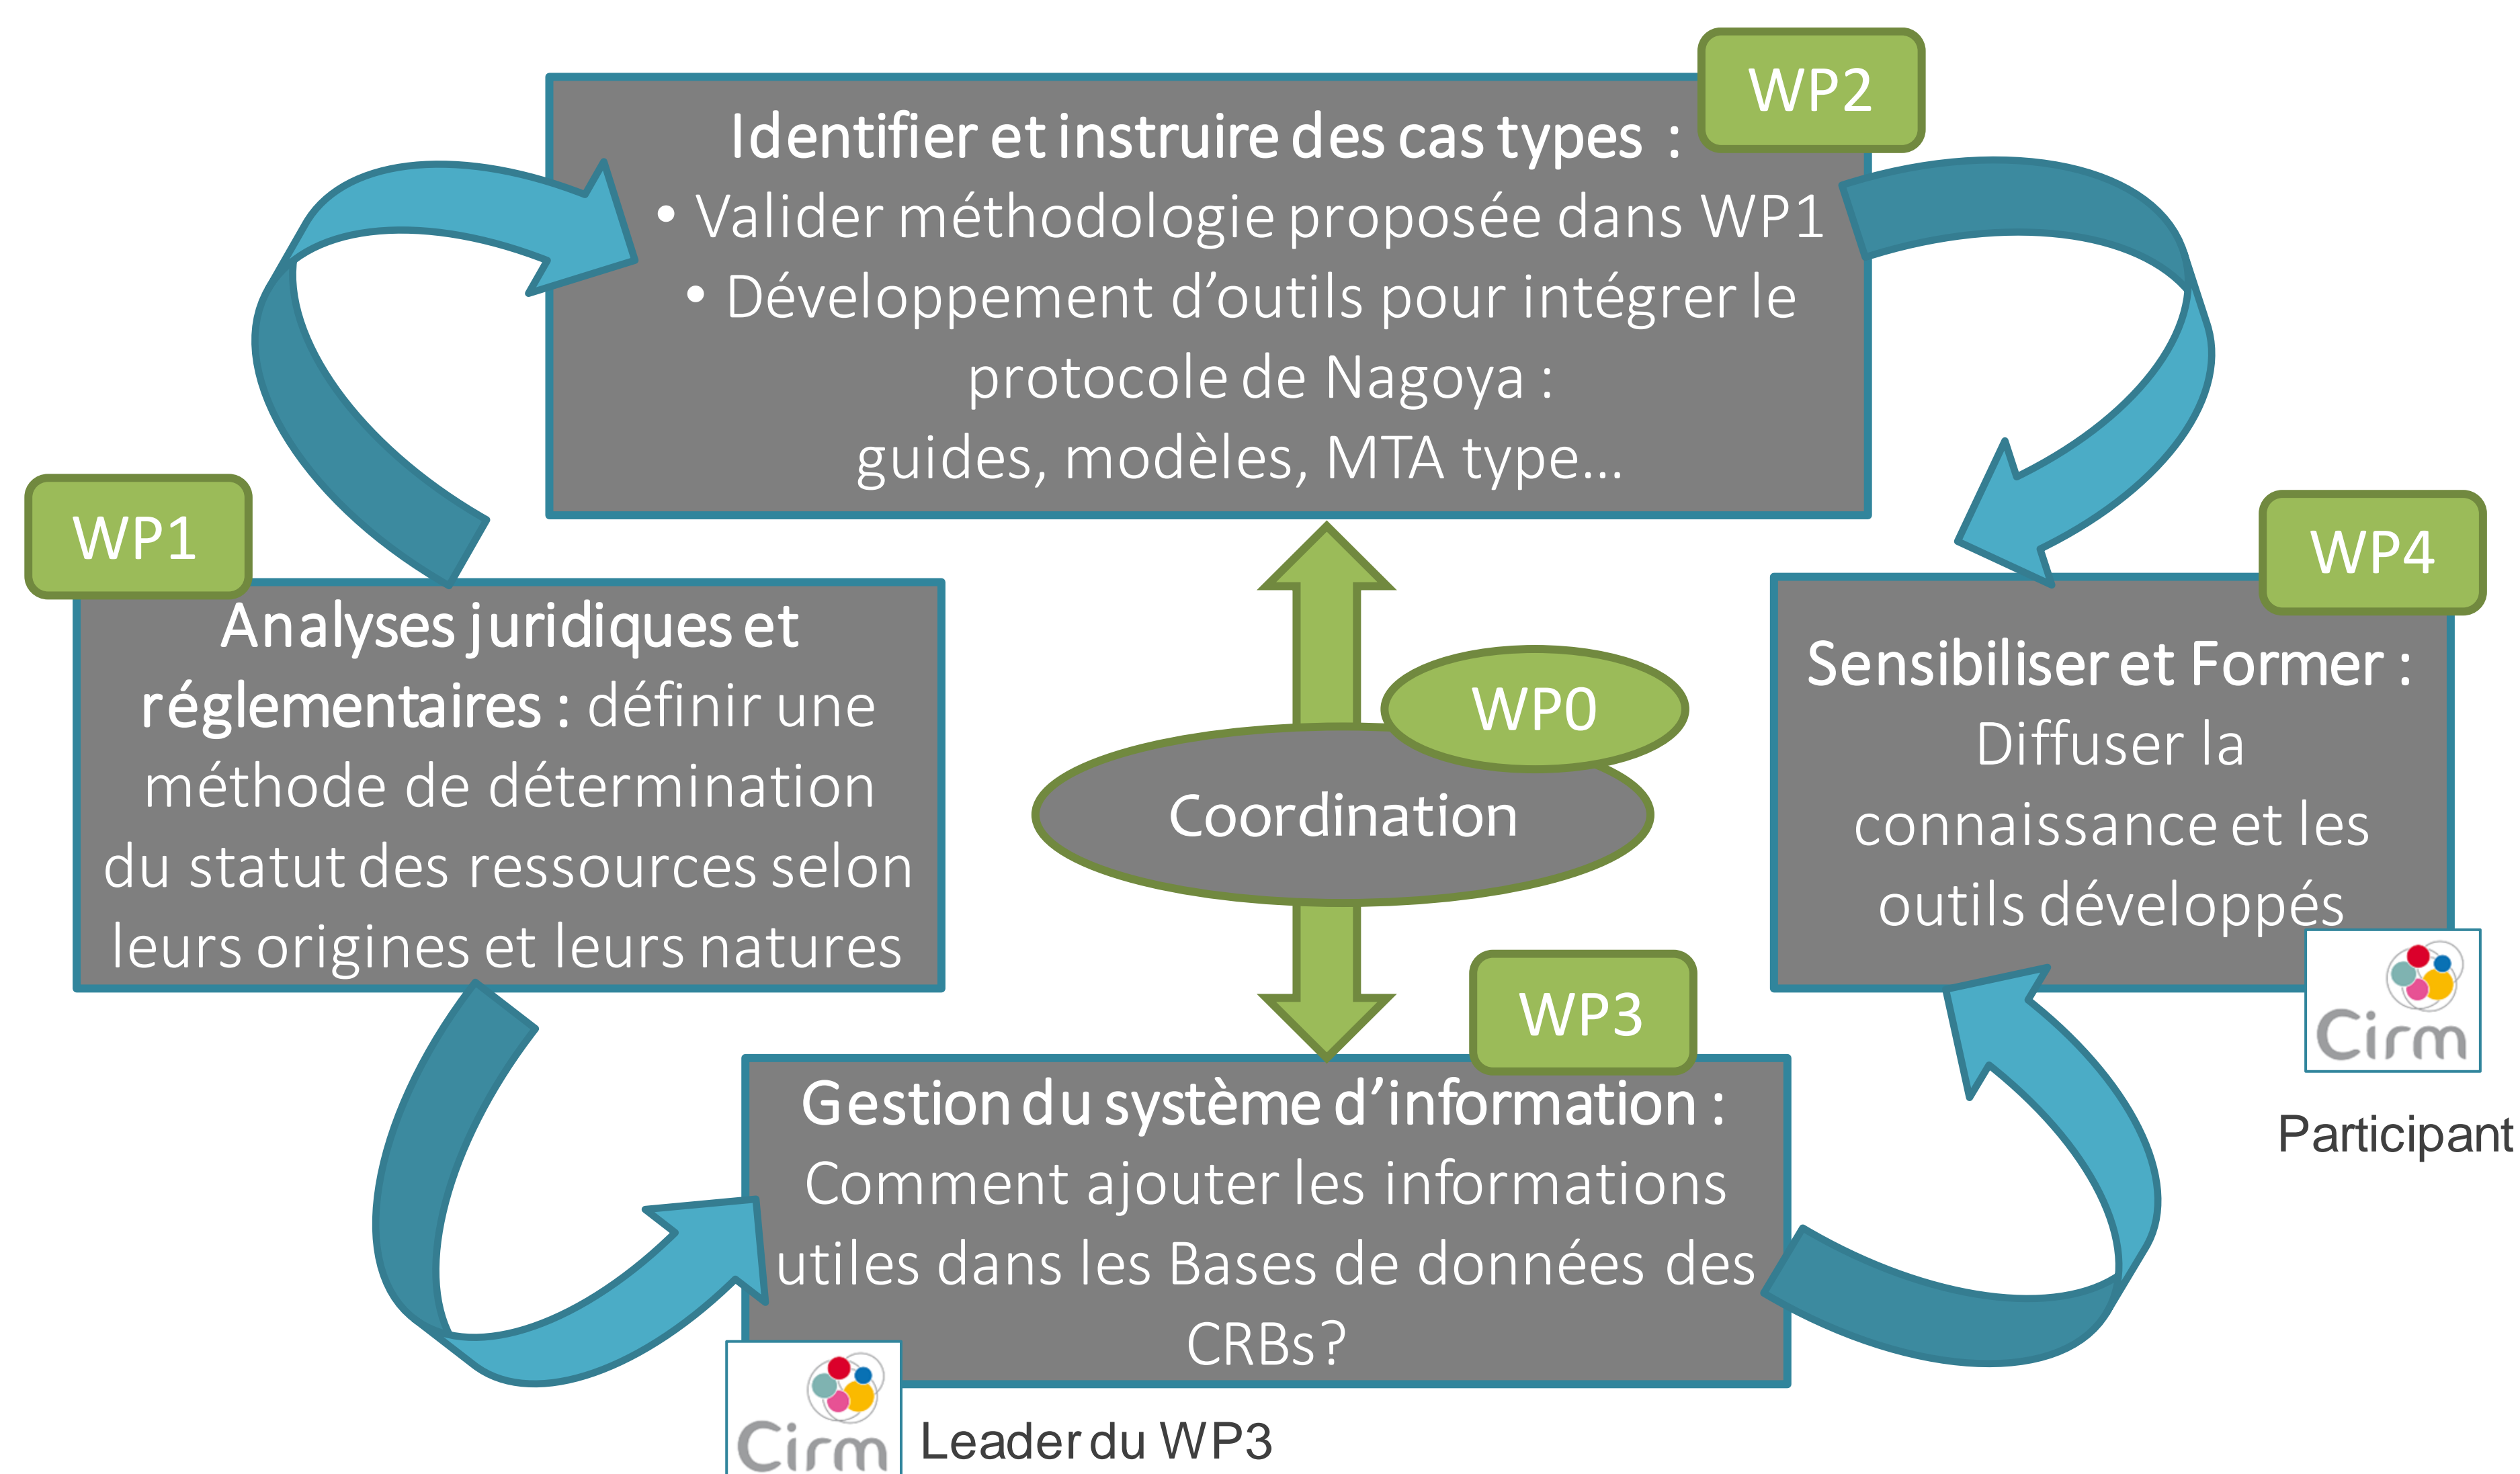 WP2
Identifier et instruire des cas types :
• Valider méthodologie proposée dans WP1
• Développement d’outils pour intégrer le
protocole de Nagoya :
guides, modèles, MTA type...
WP1
Analyses juridiques et
réglementaires : définir une
méthode de détermination
du statut des ressources selon
leurs origines et leurs natures
WP0
Coordination
WP4
Sensibiliser et Former :
Diffuser la
connaissance et les
outils développés
Cirm
Participant
WP3
Gestion du système d’information :
Comment ajouter les informations
utiles dans les Bases de données des
CRBs?
Cirm
Leader du WP3